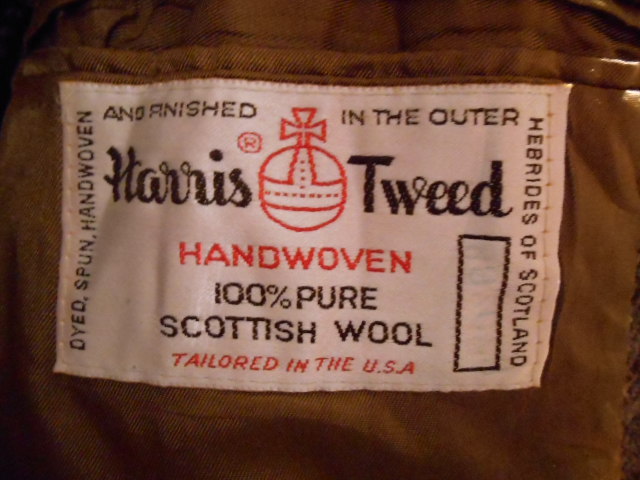 DYED, SPUN, HANDWOVEN
AND FINISHED
IN THE OUTER
HEBRIDES OF SCOTLAND
Harris® Tweed
HANDWOVEN
100% PURE
SCOTTISH WOOL
TAILORED IN THE U.S.A